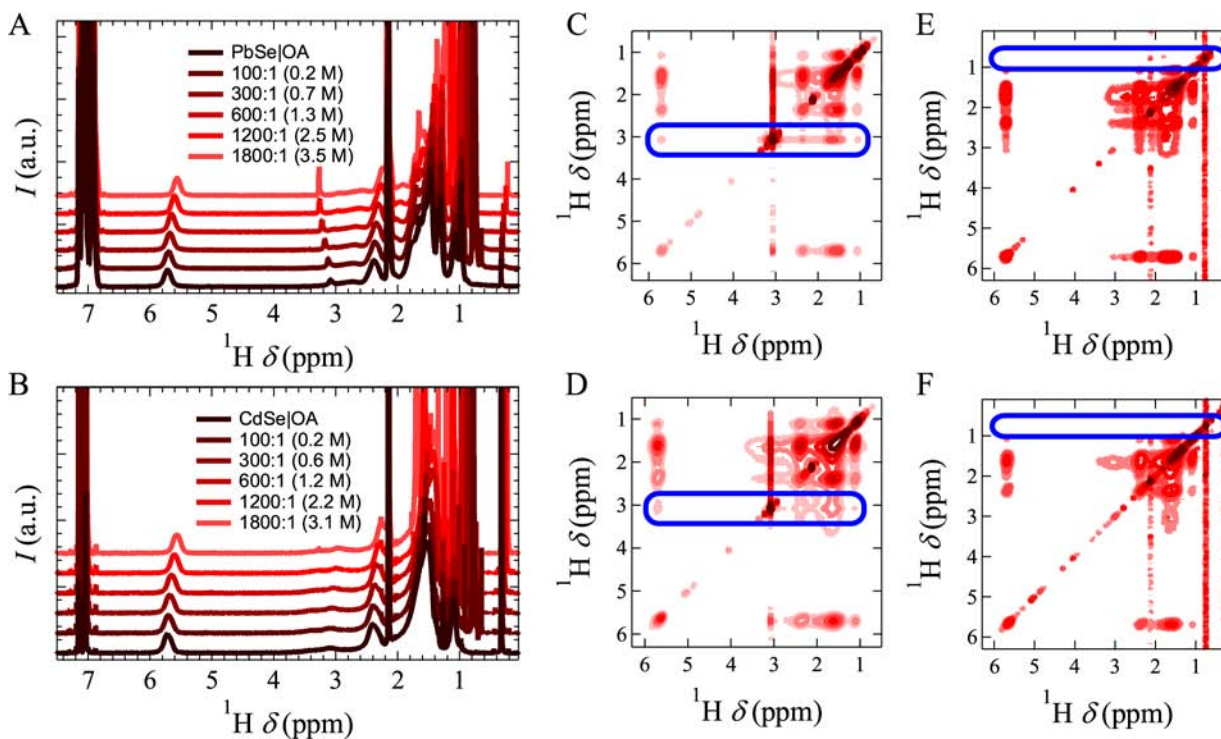 A
PbSe|OA
100:1 (0.2 M)
300:1 (0.7 M)
600:1 (1.3 M)
1200:1 (2.5 M)
1800:1 (3.5 M)
I (a.u.)
7 6 5 4 3 2 1
¹H δ (ppm)
B
CdSe|OA
100:1 (0.2 M)
300:1 (0.6 M)
600:1 (1.2 M)
1200:1 (2.2 M)
1800:1 (3.1 M)
I (a.u.)
7 6 5 4 3 2 1
¹H δ (ppm)
C
¹H δ (ppm)
1
2
3
4
5
6
6 5 4 3 2 1
¹H δ (ppm)
D
¹H δ (ppm)
1
2
3
4
5
6
6 5 4 3 2 1
¹H δ (ppm)
E
¹H δ (ppm)
1
2
3
4
5
6
6 5 4 3 2 1
¹H δ (ppm)
F
¹H δ (ppm)
1
2
3
4
5
6
6 5 4 3 2 1
¹H δ (ppm)